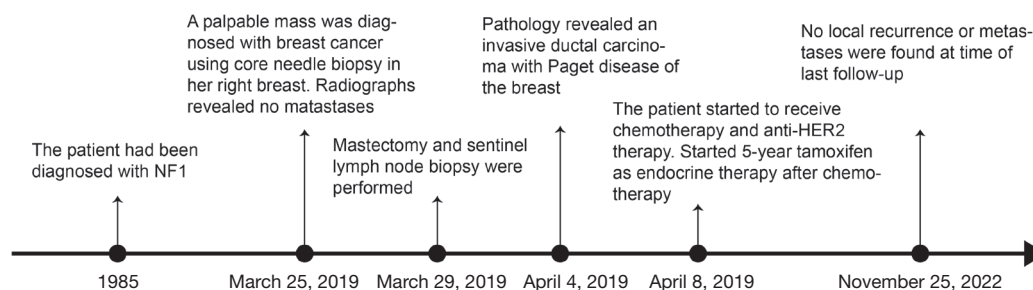 The patient had been
diagnosed with NF1
A palpable mass was diag-
nosed with breast cancer
using core needle biopsy in
her right breast. Radiographs
revealed no matastases
Mastectomy and sentinel
lymph node biopsy were
performed
Pathology revealed an
invasive ductal carcino-
ma with Paget disease of
the breast
The patient started to receive
chemotherapy and anti-HER2
therapy. Started 5-year tamoxifen
as endocrine therapy after chemo-
therapy
No local recurrence or metas-
tases were found at time of
last follow-up
1985
March 25, 2019
March 29, 2019
April 4, 2019
April 8, 2019
November 25, 2022